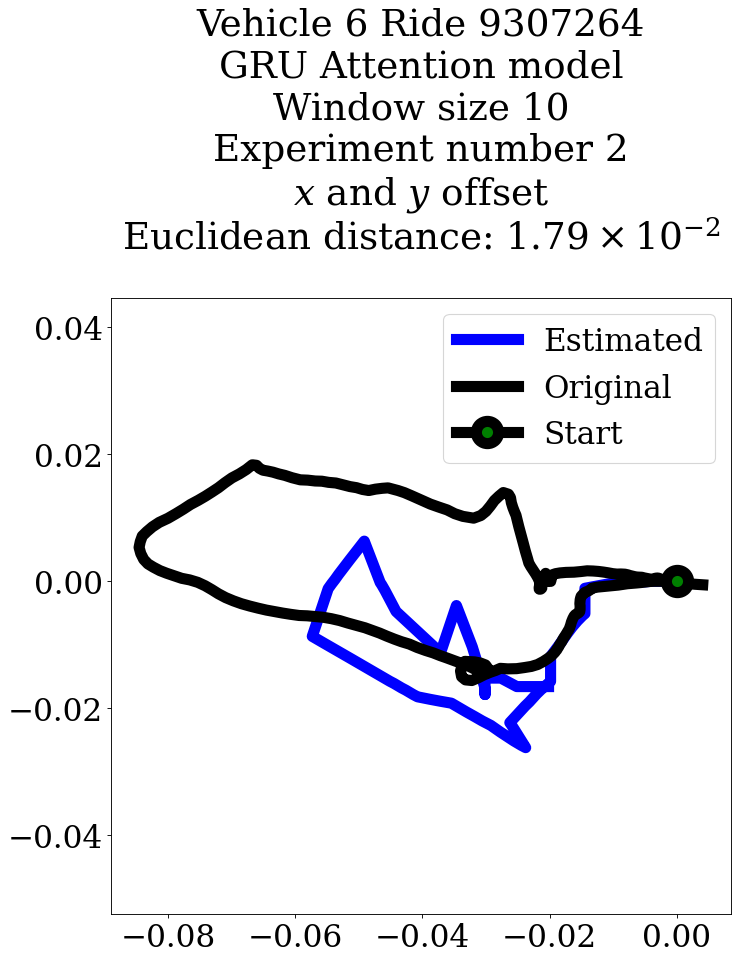 Vehicle 6 Ride 9307264
GRU Attention model
Window size 10
Experiment number 2
x and y offset
Euclidean distance: 1.79 × 10⁻²
Estimated
Original
Start
0.04
0.02
0.00
−0.02
−0.04
−0.08 −0.06 −0.04 −0.02 0.00